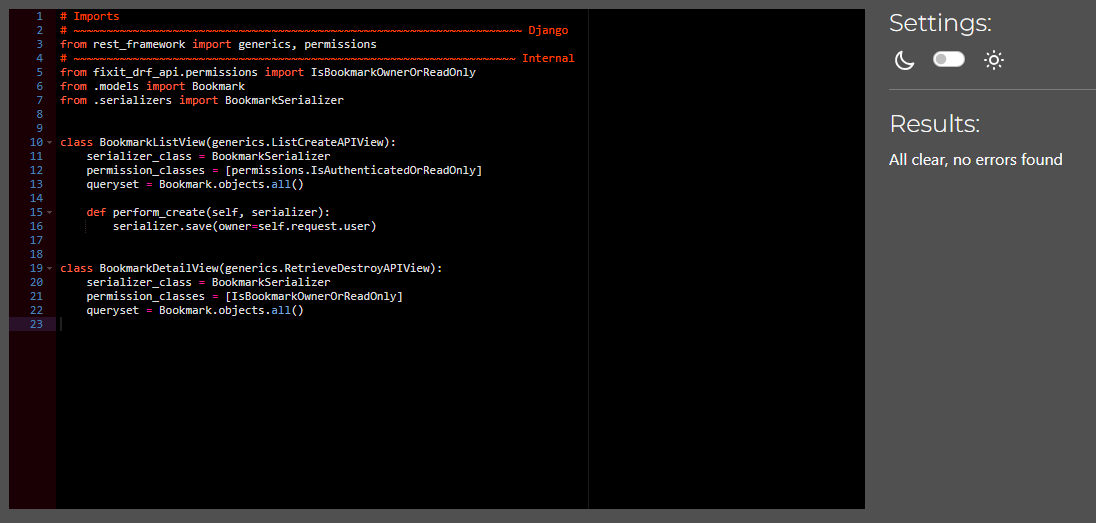 1 # Imports
2 # ~~~~~~~~~~~~~~~~~~~~~~~~~~~~~~~~~~~~~~~~~~~~~~~~~~~~~~~~~~~~~~~~~~~~ Django
3 from rest_framework import generics, permissions
4 # ~~~~~~~~~~~~~~~~~~~~~~~~~~~~~~~~~~~~~~~~~~~~~~~~~~~~~~~~~~~~~~~~~~~ Internal
5 from fixit_drf_api.permissions import IsBookmarkOwnerOrReadOnly
6 from .models import Bookmark
7 from .serializers import BookmarkSerializer
8
9
10 class BookmarkListView(generics.ListCreateAPIView):
11     serializer_class = BookmarkSerializer
12     permission_classes = [permissions.IsAuthenticatedOrReadOnly]
13     queryset = Bookmark.objects.all()
14
15     def perform_create(self, serializer):
16         serializer.save(owner=self.request.user)
17
18
19 class BookmarkDetailView(generics.RetrieveDestroyAPIView):
20     serializer_class = BookmarkSerializer
21     permission_classes = [IsBookmarkOwnerOrReadOnly]
22     queryset = Bookmark.objects.all()
23
Settings:
Results:
All clear, no errors found